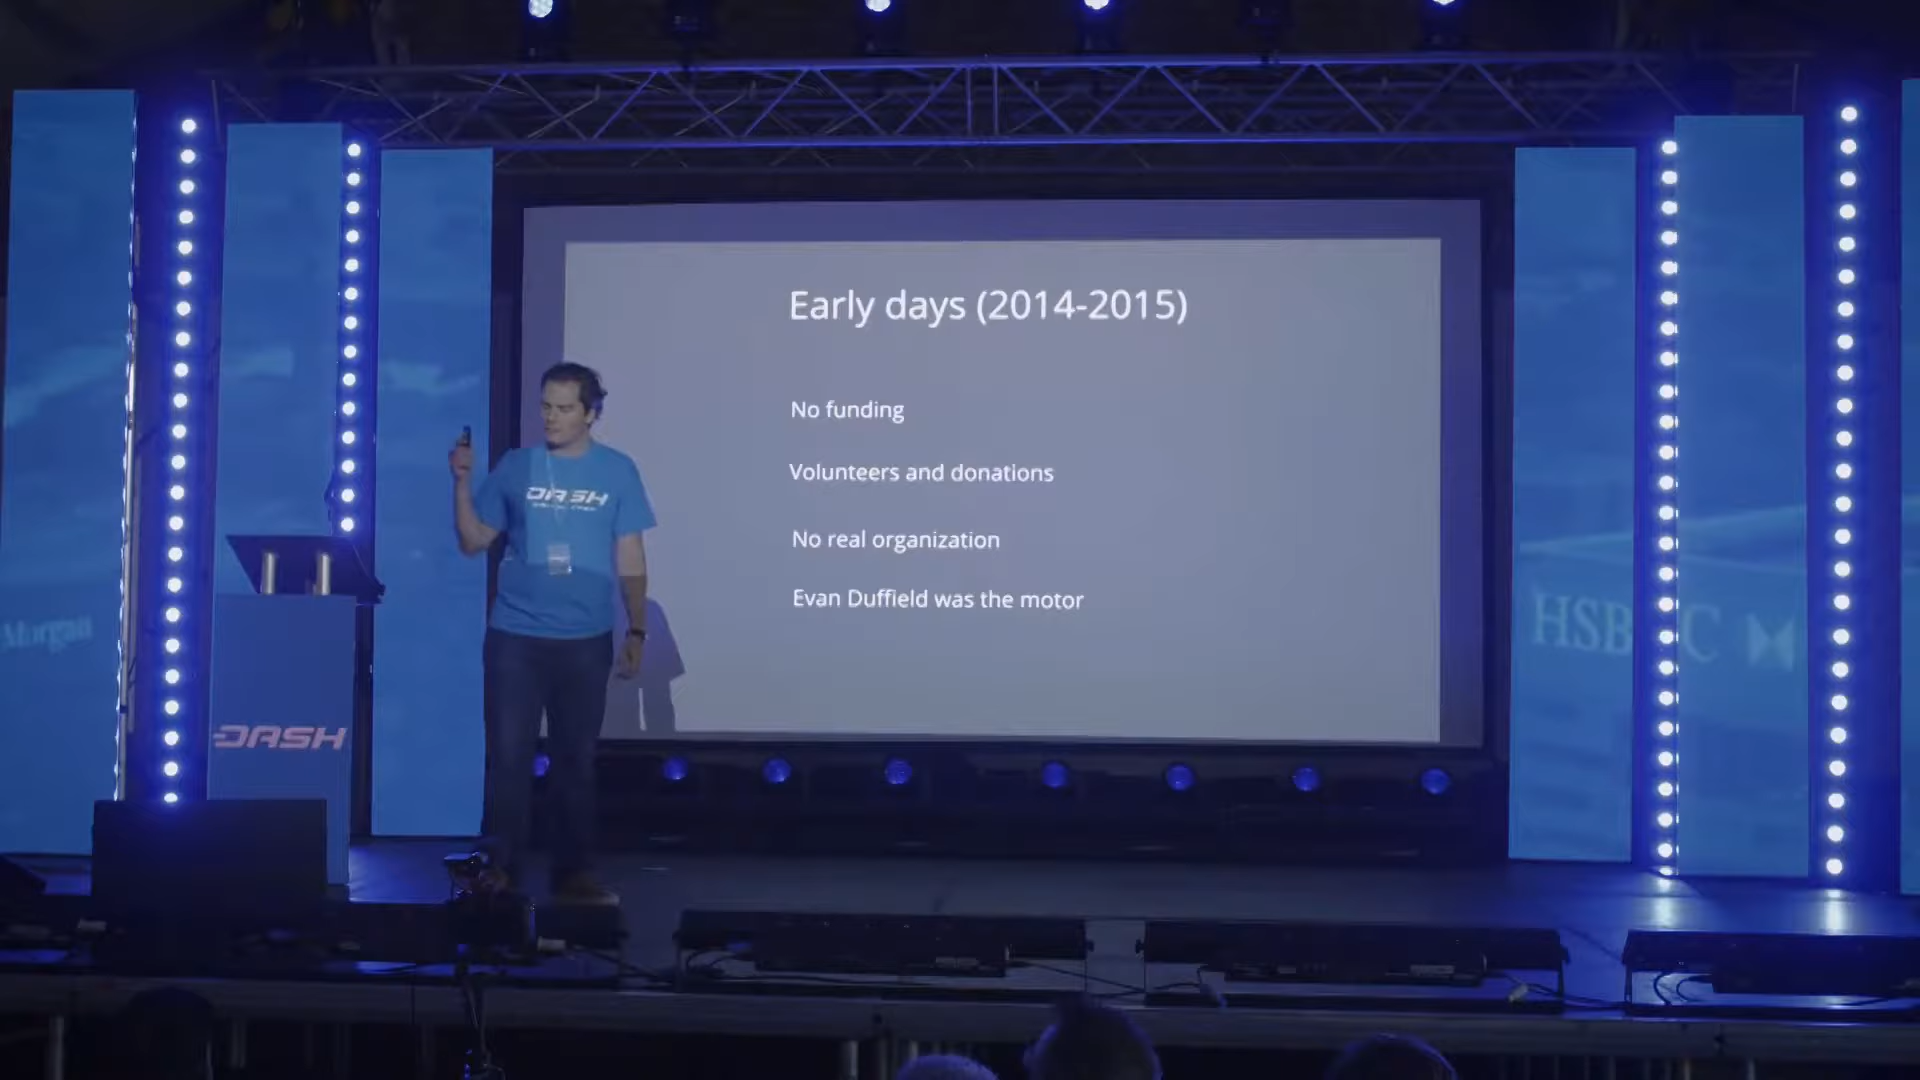 Early days (2014-2015)
No funding
Volunteers and donations
No real organization
Evan Duffield was the motor
DASH
DASH
Morgan
HSBC